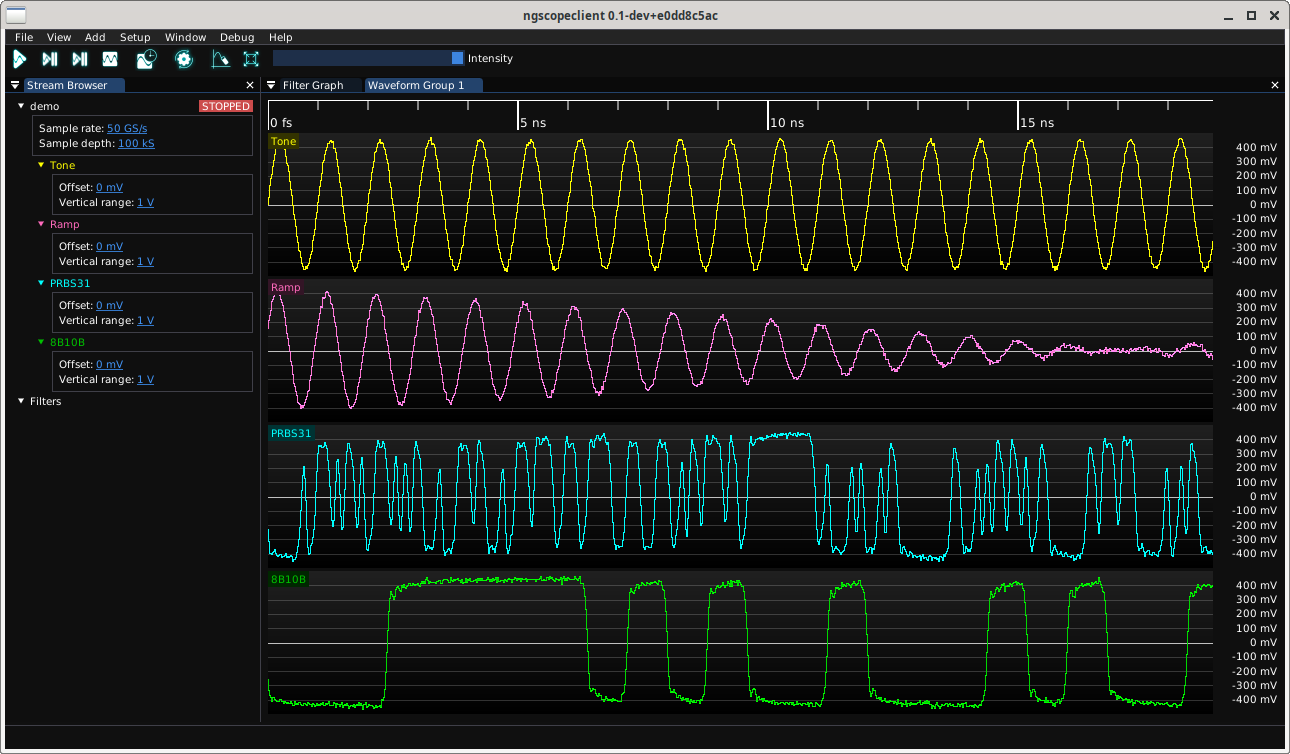 ngscopeclient 0.1-dev+e0dd8c5ac
File View Add Setup Window Debug Help
Intensity
Stream Browser
demo STOPPED
Sample rate: 50 GS/s
Sample depth: 100 kS
Tone
Offset: 0 mV
Vertical range: 1 V
Ramp
Offset: 0 mV
Vertical range: 1 V
PRBS31
Offset: 0 mV
Vertical range: 1 V
8B10B
Offset: 0 mV
Vertical range: 1 V
Filters
Filter Graph Waveform Group 1
0 fs 5 ns 10 ns 15 ns
Tone
400 mV
300 mV
200 mV
100 mV
0 mV
-100 mV
-200 mV
-300 mV
-400 mV
Ramp
400 mV
300 mV
200 mV
100 mV
0 mV
-100 mV
-200 mV
-300 mV
-400 mV
PRBS31
400 mV
300 mV
200 mV
100 mV
0 mV
-100 mV
-200 mV
-300 mV
-400 mV
8B10B
400 mV
300 mV
200 mV
100 mV
0 mV
-100 mV
-200 mV
-300 mV
-400 mV